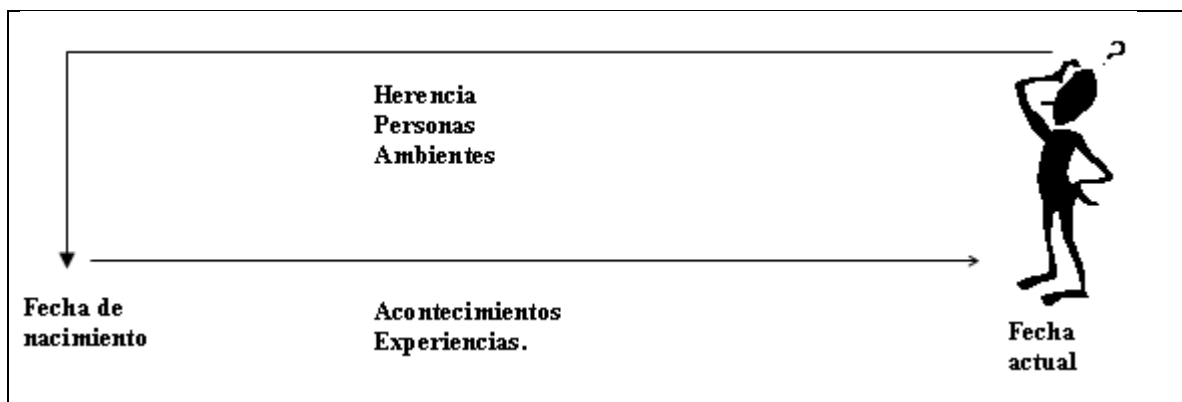 ?
Herencia
Personas
Ambientes
Fecha de
nacimiento
Acontecimientos
Experiencias.
Fecha
actual